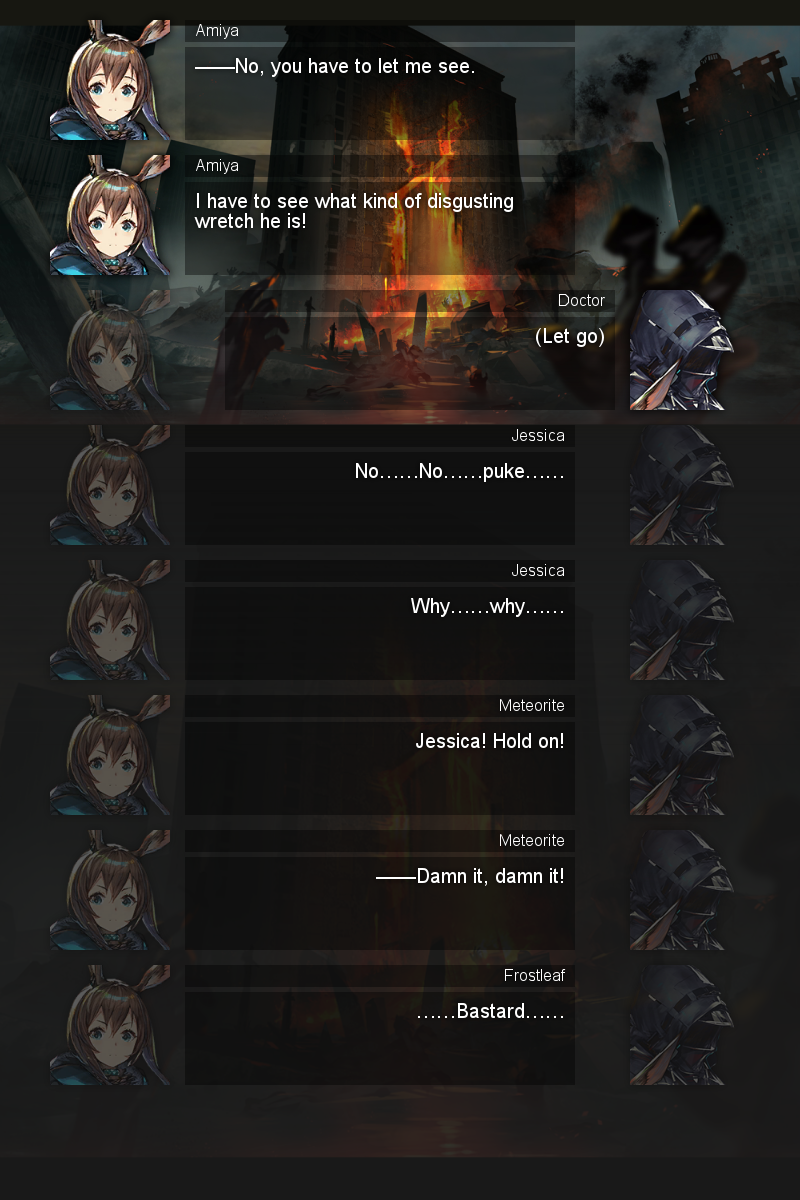 Amiya
——No, you have to let me see.
Amiya
I have to see what kind of disgusting
wretch he is!
Doctor
(Let go)
Jessica
No……No……puke……
Jessica
Why……why……
Meteorite
Jessica! Hold on!
Meteorite
——Damn it, damn it!
Frostleaf
……Bastard……